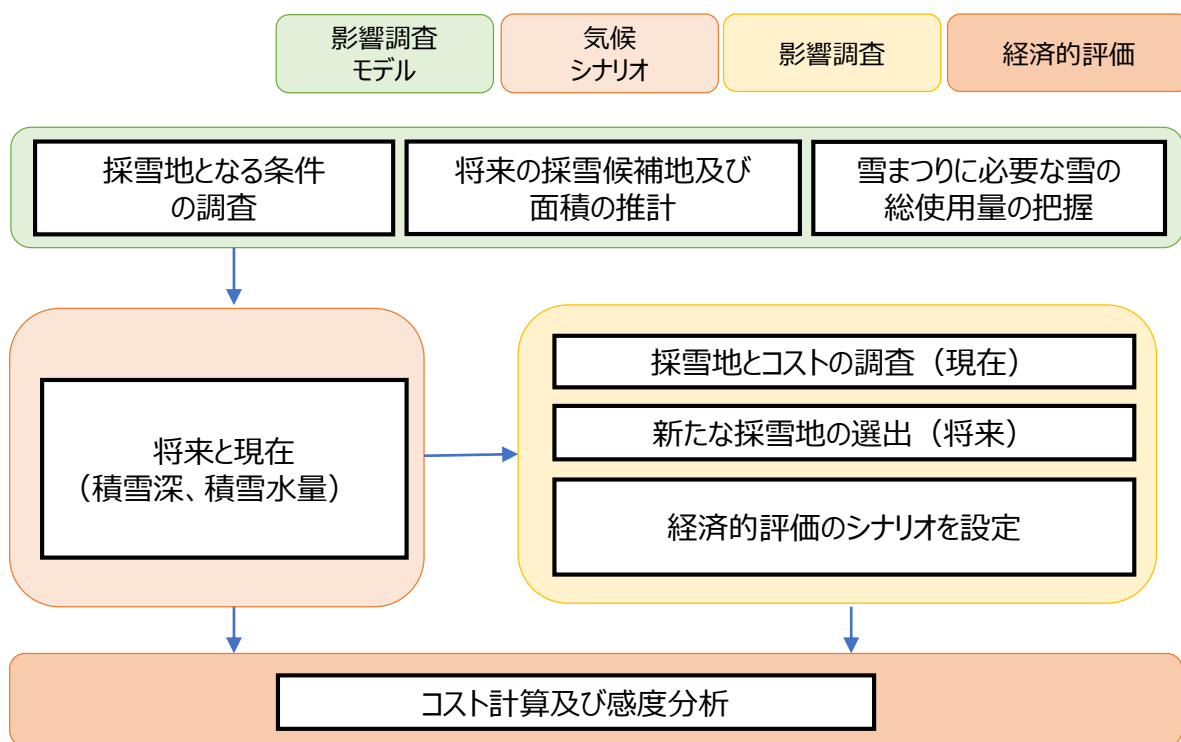 影響調査
モデル
気候
シナリオ
影響調査
経済的評価
採雪地となる条件
の調査
将来の採雪候補地及び
面積の推計
雪まつりに必要な雪の
総使用量の把握
将来と現在
（積雪深、積雪水量）
採雪地とコストの調査（現在）
新たな採雪地の選出（将来）
経済的評価のシナリオを設定
コスト計算及び感度分析